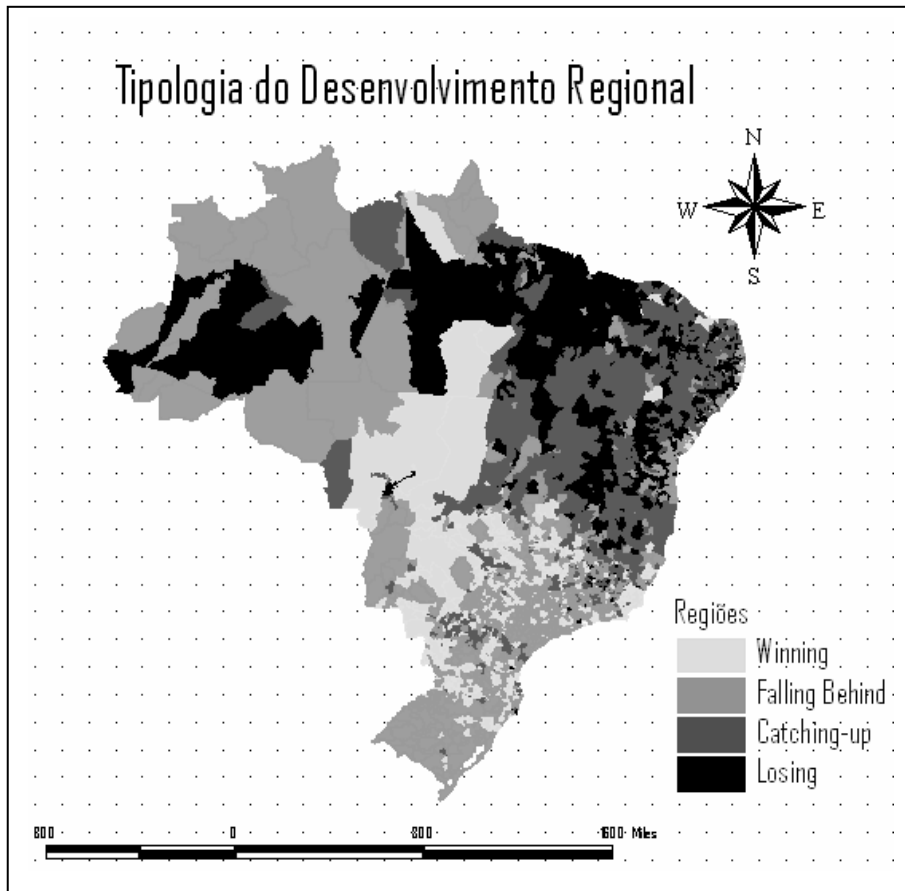 Tipologia do Desenvolvimento Regional
N
W E
S
Regiões
Winning
Falling Behind
Catching-up
Losing
800 0 800 1600 Miles